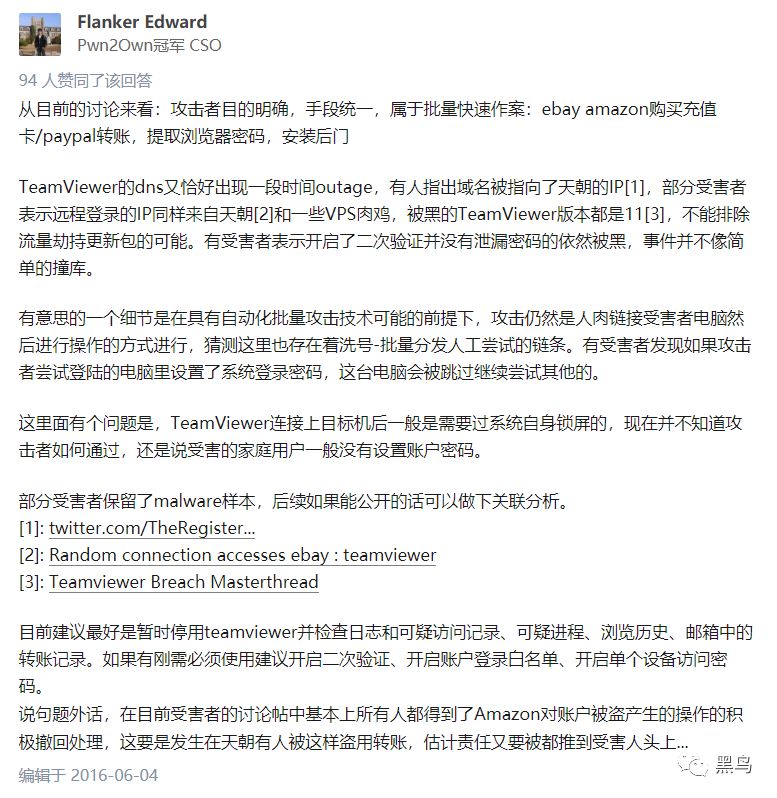 Flanker Edward
Pwn2Own冠军 CSO
94 人赞同了该回答
从目前的讨论来看：攻击者目的明确，手段统一，属于批量快速作案：ebay amazon购买充值
卡/paypal转账，提取浏览器密码，安装后门
TeamViewer的dns又恰好出现一段时间outage，有人指出域名被指向了天朝的IP[1]，部分受害者
表示远程登录的IP同样来自天朝[2]和一些VPS肉鸡，被黑的TeamViewer版本都是11[3]，不能排除
流量劫持更新包的可能。有受害者表示开启了二次验证并没有泄漏密码的依然被黑，事件并不像简
单的撞库。
有意思的一个细节是在具有自动化批量攻击技术可能的前提下，攻击仍然是人肉链接受害者电脑然
后进行操作的方式进行，猜测这里也存在着洗号-批量分发人工尝试的链条。有受害者发现如果攻击
者尝试登陆的电脑里设置了系统登录密码，这台电脑会被跳过继续尝试其他的。
这里面有个问题是，TeamViewer连接上目标机后一般是需要过系统自身锁屏的，现在并不知道攻
击者如何通过，还是说受害的家庭用户一般没有设置账户密码。
部分受害者保留了malware样本，后续如果能公开的话可以做下关联分析。
[1]: twitter.com/TheRegister...
[2]: Random connection accesses ebay : teamviewer
[3]: Teamviewer Breach Masterthread
目前建议最好是暂时停用teamviewer并检查日志和可疑访问记录、可疑进程、浏览历史、邮箱中的
转账记录。如果有刚需必须使用建议开启二次验证、开启账户登录白名单、开启单个设备访问密
码。
说句题外话，在目前受害者的讨论帖中基本上所有人都得到了Amazon对账户被盗产生的操作的积
极撤回处理，这要是发生在天朝有人被这样盗用转账，估计责任又要被都推到受害人头上...
黑鸟
编辑于 2016-06-04